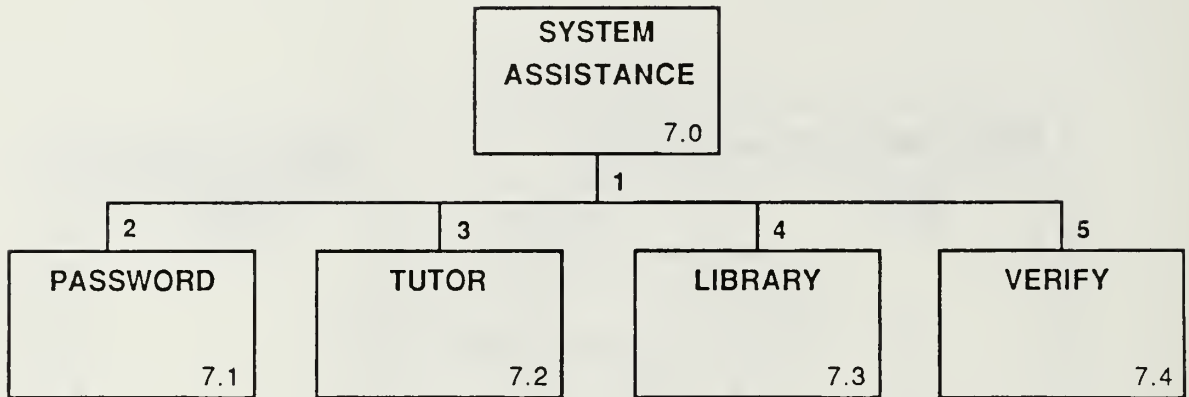 SYSTEM
ASSISTANCE
7.0
1
2
3
4
5
PASSWORD
TUTOR
LIBRARY
VERIFY
7.1
7.2
7.3
7.4